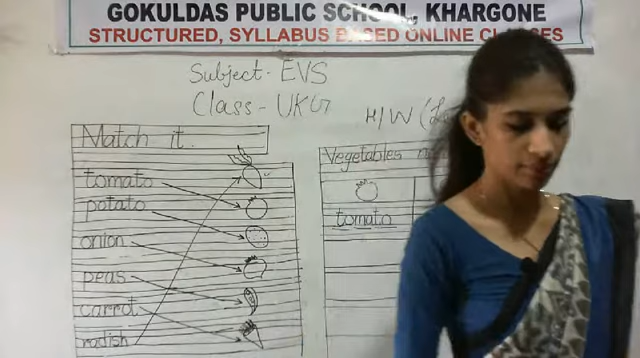 GOKULDAS PUBLIC SCHOOL, KHARGONE
STRUCTURED, SYLLABUS BASED ONLINE CLASSES
Subject - EVS
Class - UKG
H/W
Match it.
tomato
potato
onion
peas
carrot
radish
Vegetables
tomato